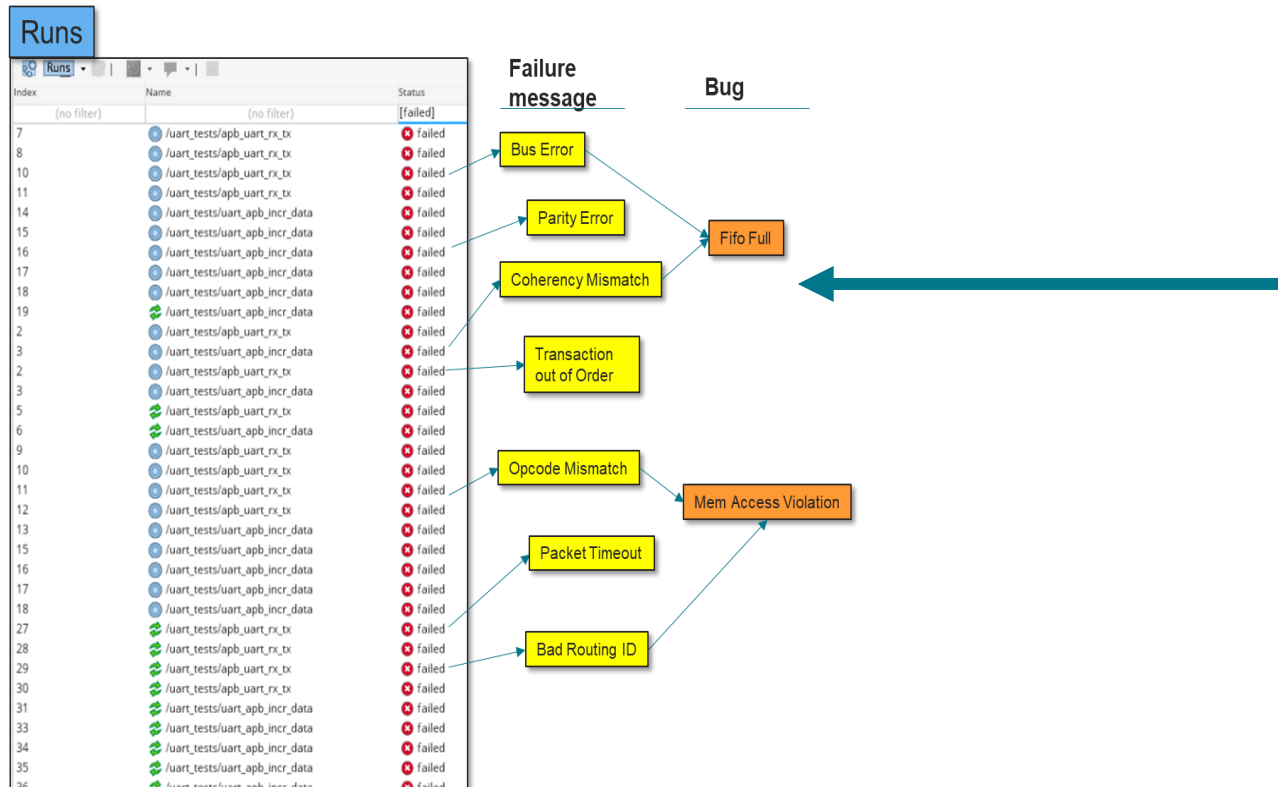 Runs
Runs
Index Name Status
(no filter) (no filter) [failed]
7 /uart_tests/apb_uart_rx_tx failed
8 /uart_tests/apb_uart_rx_tx failed
10 /uart_tests/apb_uart_rx_tx failed
11 /uart_tests/apb_uart_rx_tx failed
14 /uart_tests/uart_apb_incr_data failed
15 /uart_tests/uart_apb_incr_data failed
16 /uart_tests/uart_apb_incr_data failed
17 /uart_tests/uart_apb_incr_data failed
18 /uart_tests/uart_apb_incr_data failed
19 /uart_tests/uart_apb_incr_data failed
2 /uart_tests/apb_uart_rx_tx failed
3 /uart_tests/uart_apb_incr_data failed
2 /uart_tests/apb_uart_rx_tx failed
3 /uart_tests/uart_apb_incr_data failed
5 /uart_tests/apb_uart_rx_tx failed
6 /uart_tests/uart_apb_incr_data failed
9 /uart_tests/apb_uart_rx_tx failed
10 /uart_tests/apb_uart_rx_tx failed
11 /uart_tests/apb_uart_rx_tx failed
12 /uart_tests/apb_uart_rx_tx failed
13 /uart_tests/uart_apb_incr_data failed
15 /uart_tests/uart_apb_incr_data failed
16 /uart_tests/uart_apb_incr_data failed
17 /uart_tests/uart_apb_incr_data failed
18 /uart_tests/uart_apb_incr_data failed
27 /uart_tests/apb_uart_rx_tx failed
28 /uart_tests/apb_uart_rx_tx failed
29 /uart_tests/apb_uart_rx_tx failed
30 /uart_tests/apb_uart_rx_tx failed
31 /uart_tests/uart_apb_incr_data failed
33 /uart_tests/uart_apb_incr_data failed
34 /uart_tests/uart_apb_incr_data failed
35 /uart_tests/uart_apb_incr_data failed
36 /uart_tests/uart_apb_incr_data failed
Failure
message
Bus Error
Parity Error
Coherency Mismatch
Transaction
out of Order
Opcode Mismatch
Packet Timeout
Bad Routing ID
Bug
Fifo Full
Mem Access Violation